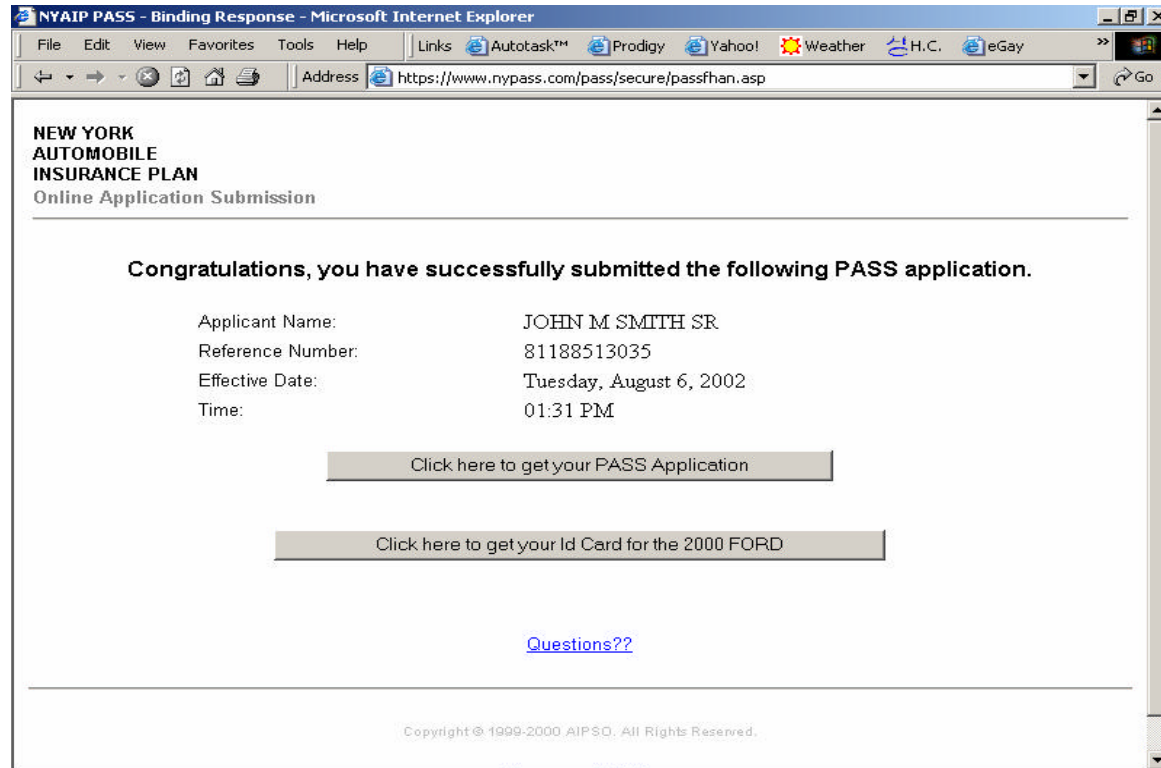 NYAIP PASS - Binding Response - Microsoft Internet Explorer
File Edit View Favorites Tools Help Links Autotask™ Prodigy Yahoo! Weather H.C. eGay »
Address https://www.nypass.com/pass/secure/passfhan.asp Go
NEW YORK
AUTOMOBILE
INSURANCE PLAN
Online Application Submission
Congratulations, you have successfully submitted the following PASS application.
Applicant Name: JOHN M SMITH SR
Reference Number: 81188513035
Effective Date: Tuesday, August 6, 2002
Time: 01:31 PM
Click here to get your PASS Application
Click here to get your Id Card for the 2000 FORD
Questions??
Copyright © 1999-2000 AIPSO. All Rights Reserved.